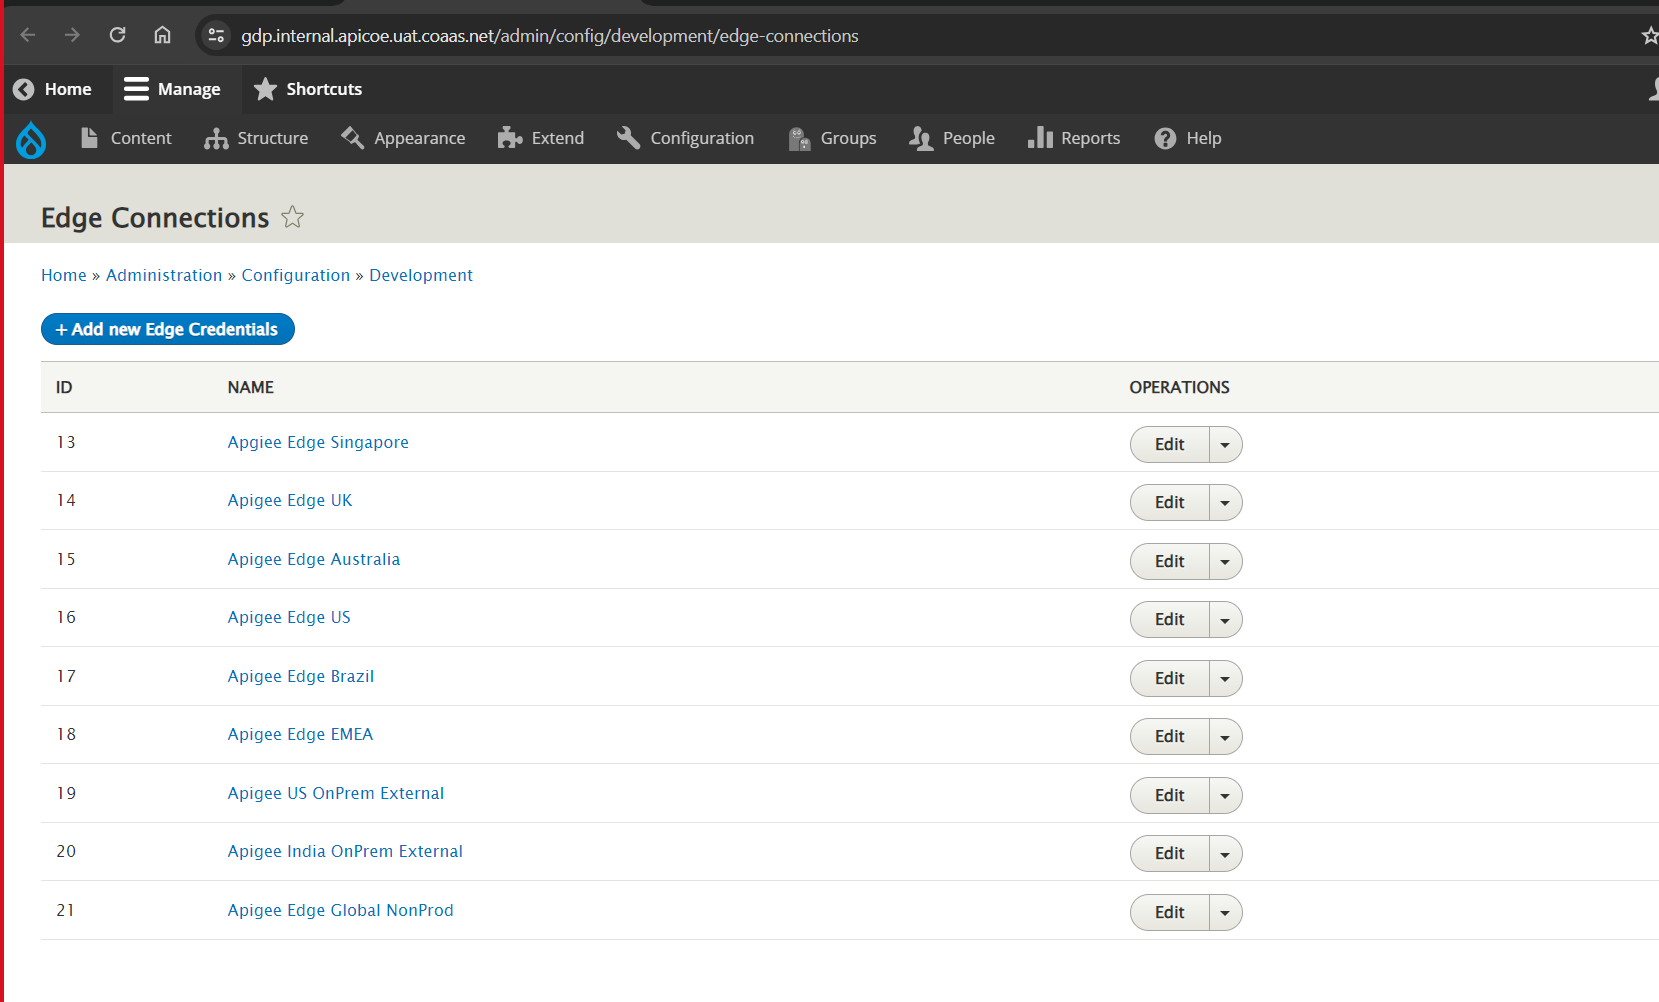 gdp.internal.apicoe.uat.coaas.net/admin/config/development/edge-connections
Home Manage Shortcuts
Content Structure Appearance Extend Configuration Groups People Reports Help
Edge Connections
Home » Administration » Configuration » Development
+ Add new Edge Credentials
ID NAME OPERATIONS
13 Apgiee Edge Singapore Edit
14 Apigee Edge UK Edit
15 Apigee Edge Australia Edit
16 Apigee Edge US Edit
17 Apigee Edge Brazil Edit
18 Apigee Edge EMEA Edit
19 Apigee US OnPrem External Edit
20 Apigee India OnPrem External Edit
21 Apigee Edge Global NonProd Edit